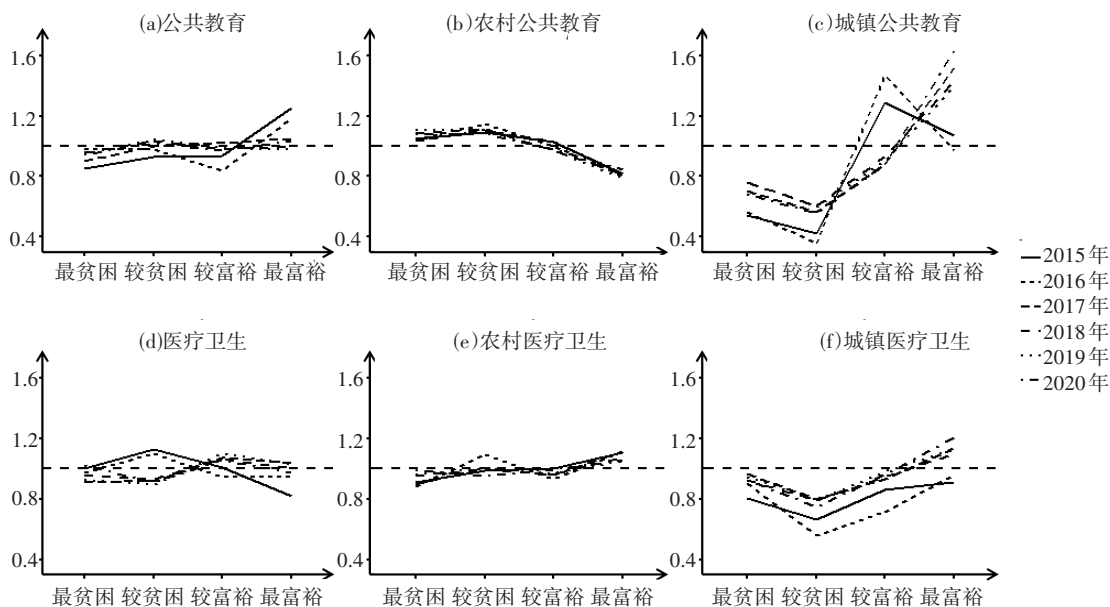 (a)公共教育
(b)农村公共教育
(c)城镇公共教育
1.6
1.2
0.8
0.4
1.6
1.2
0.8
0.4
1.6
1.2
0.8
0.4
最贫困 较贫困 较富裕 最富裕
最贫困 较贫困 较富裕 最富裕
最贫困 较贫困 较富裕 最富裕
2015年
2016年
2017年
2018年
2019年
2020年
(d)医疗卫生
(e)农村医疗卫生
(f)城镇医疗卫生
1.6
1.2
0.8
0.4
1.6
1.2
0.8
0.4
1.6
1.2
0.8
0.4
最贫困 较贫困 较富裕 最富裕
最贫困 较贫困 较富裕 最富裕
最贫困 较贫困 较富裕 最富裕